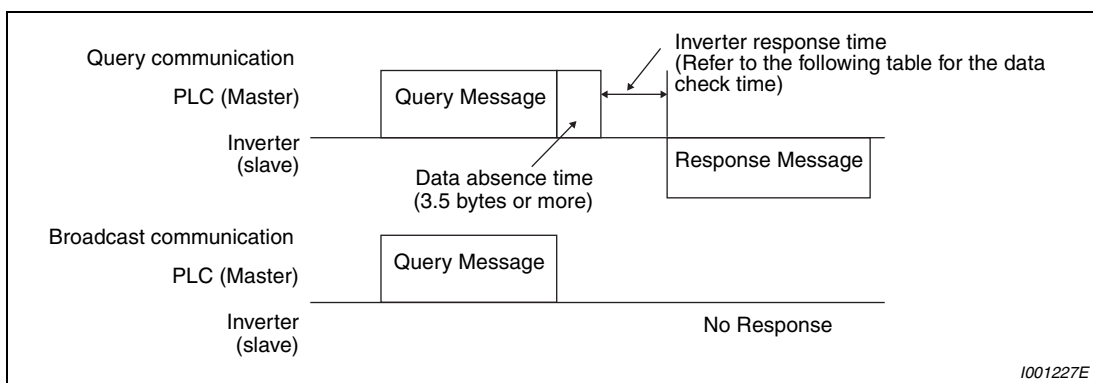 Query communication
PLC (Master)
Inverter
(slave)
Query Message
Inverter response time
(Refer to the following table for the data
check time)
Data absence time
(3.5 bytes or more)
Response Message
Broadcast communication
PLC (Master)
Inverter
(slave)
Query Message
No Response
I001227E